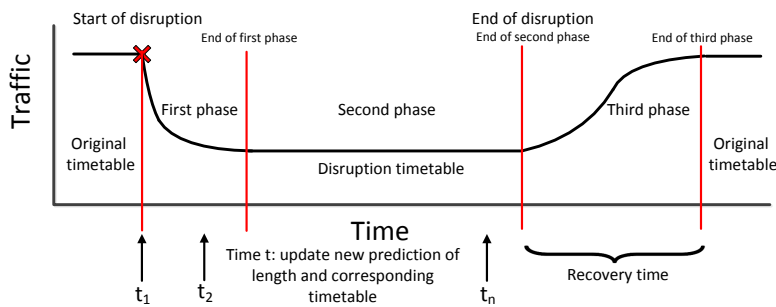 Start of disruption
End of disruption
End of first phase
End of second phase
End of third phase
Traffic
First phase
Second phase
Third phase
Original
timetable
Disruption timetable
Original
timetable
Time
Time t: update new prediction of
length and corresponding
timetable
Recovery time
t1
t2
tn